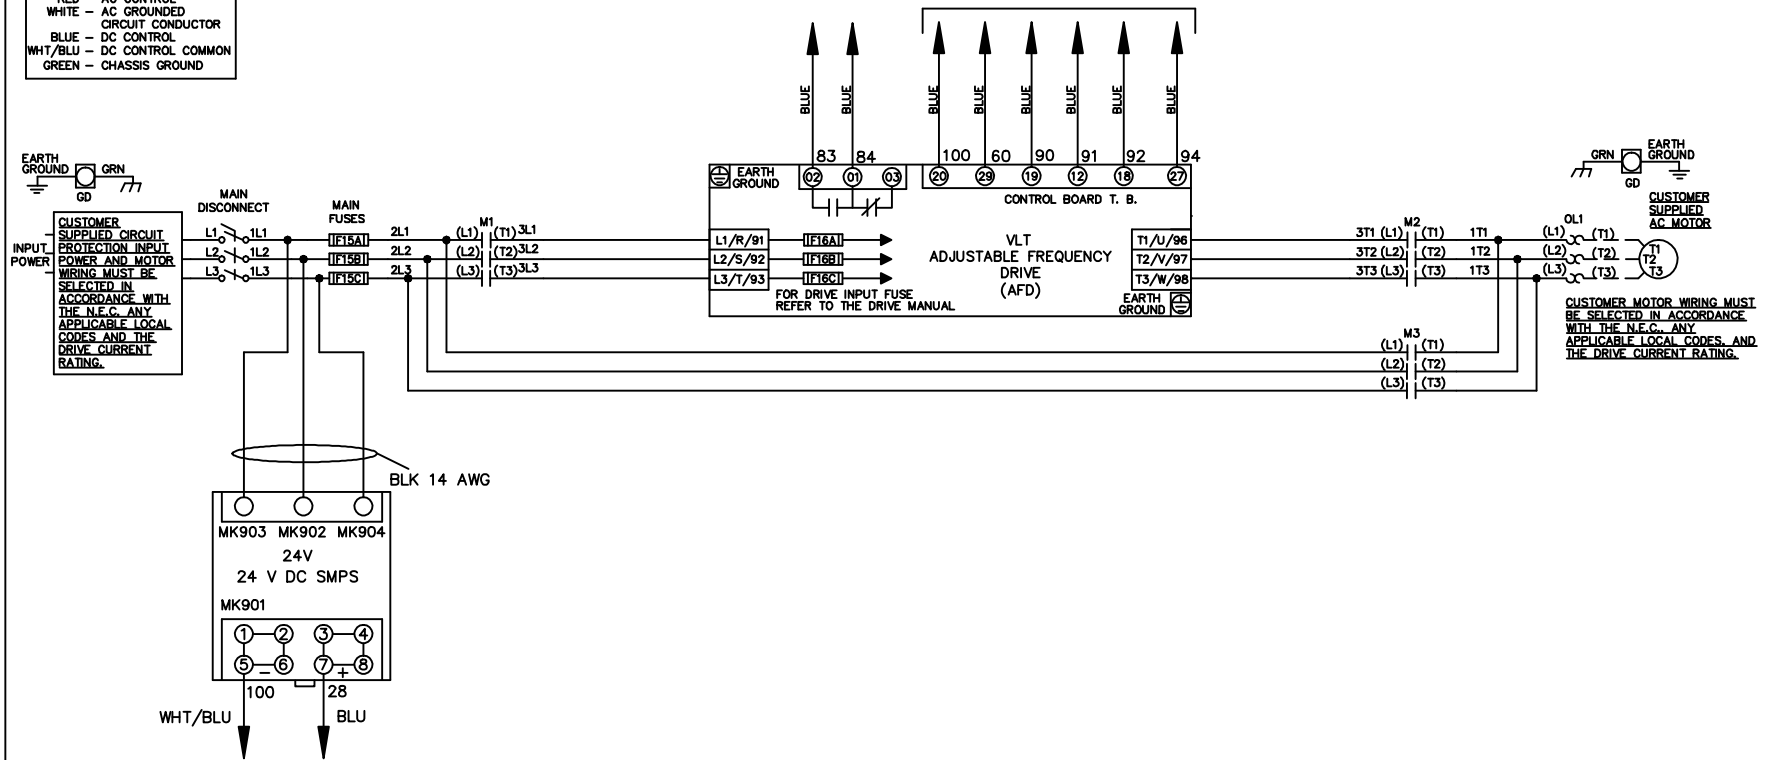 WHITE – AC GROUNDED
CIRCUIT CONDUCTOR
BLUE – DC CONTROL
WHT/BLU – DC CONTROL COMMON
GREEN – CHASSIS GROUND
BLUE BLUE BLUE BLUE BLUE BLUE BLUE BLUE
83 84 100 60 90 91 92 94
02 01 03 20 29 19 12 18 27
EARTH
GROUND
CONTROL BOARD T. B.
EARTH
GROUND
GRN
GD
MAIN
DISCONNECT
MAIN
FUSES
INPUT
POWER
CUSTOMER
SUPPLIED CIRCUIT
PROTECTION INPUT
POWER AND MOTOR
WIRING MUST BE
SELECTED IN
ACCORDANCE WITH
THE N.E.C. ANY
APPLICABLE LOCAL
CODES AND THE
DRIVE CURRENT
RATING.
M1
L1 1L1 F15A 2L1 (L1) (T1) 3L1
L2 1L2 F15B 2L2 (L2) (T2) 3L2
L3 1L3 F15C 2L3 (L3) (T3) 3L3
L1/R/91 F16A
L2/S/92 F16B
L3/T/93 F16C
FOR DRIVE INPUT FUSE
REFER TO THE DRIVE MANUAL
VLT
ADJUSTABLE FREQUENCY
DRIVE
(AFD)
T1/U/96
T2/V/97
T3/W/98
EARTH
GROUND
M2
3T1 (L1) (T1) 1T1
3T2 (L2) (T2) 1T2
3T3 (L3) (T3) 1T3
OL1
(L1) (T1)
(L2) (T2)
(L3) (T3)
T1
T2
T3
GRN
EARTH
GROUND
GD
CUSTOMER
SUPPLIED
AC MOTOR
CUSTOMER MOTOR WIRING MUST
BE SELECTED IN ACCORDANCE
WITH THE N.E.C., ANY
APPLICABLE LOCAL CODES, AND
THE DRIVE CURRENT RATING.
M3
(L1) (T1)
(L2) (T2)
(L3) (T3)
BLK 14 AWG
MK903 MK902 MK904
24V
24 V DC SMPS
MK901
1 2 3 4
5 6 7 8
– +
100 28
WHT/BLU BLU